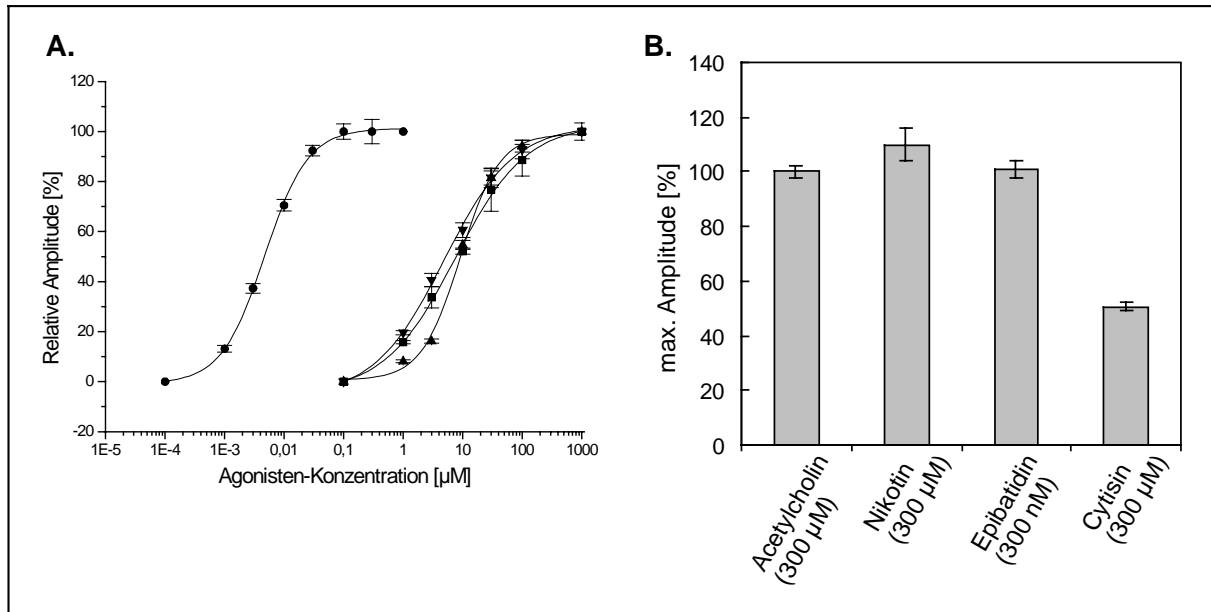 A.
120
100
80
60
40
20
0
-20
1E-5
1E-4
1E-3
0,01
0,1
1
10
100
1000
Relative Amplitude [%]
Agonisten-Konzentration [µM]
B.
140
120
100
80
60
40
20
0
max. Amplitude [%]
Acetylcholin
(300 µM)
Nikotin
(300 µM)
Epibatidin
(300 nM)
Cytisin
(300 µM)